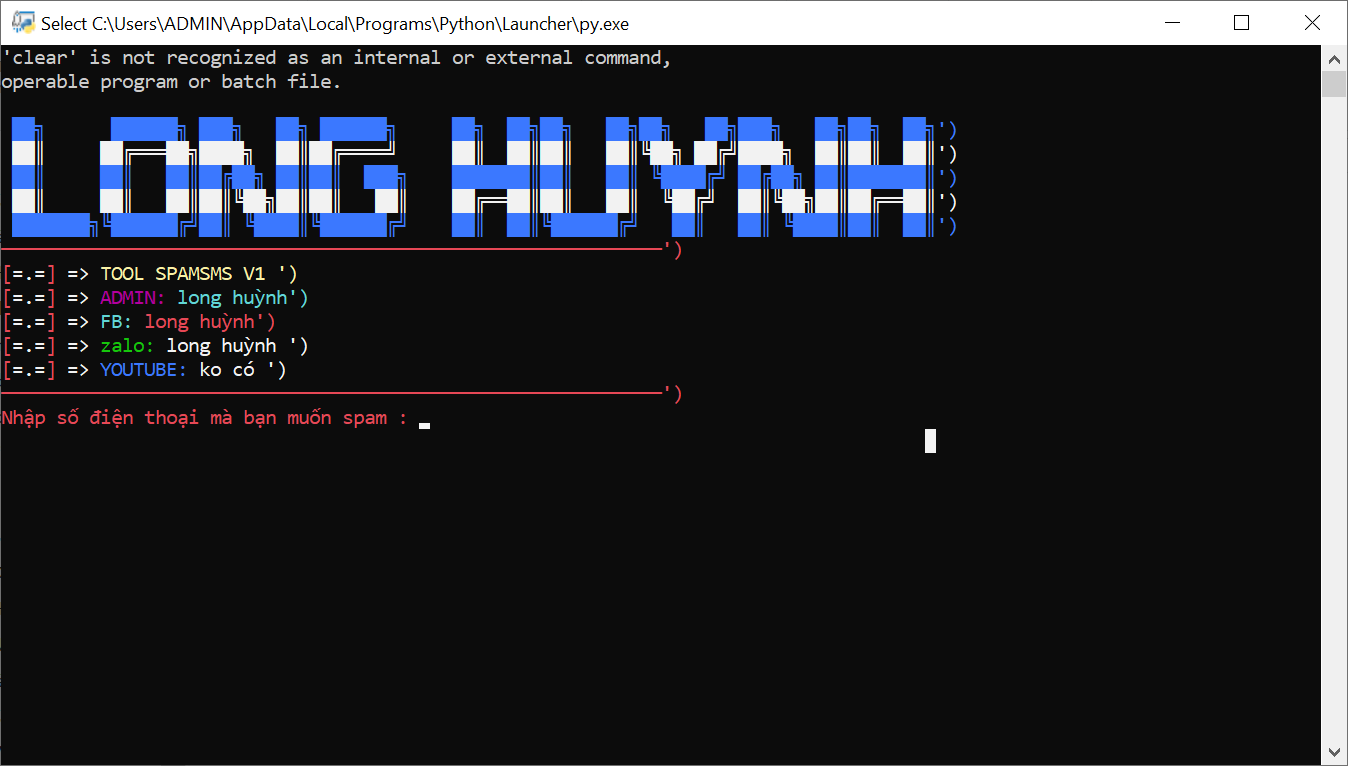 Select C:\Users\ADMIN\AppData\Local\Programs\Python\Launcher\py.exe
'clear' is not recognized as an internal or external command,
operable program or batch file.
LONG HUYNH')
')
')
')
')
')
[=.=] => TOOL SPAMSMS V1 ')
[=.=] => ADMIN: long huỳnh')
[=.=] => FB: long huỳnh')
[=.=] => zalo: long huỳnh ')
[=.=] => YOUTUBE: ko có ')
')
Nhập số điện thoại mà bạn muốn spam :